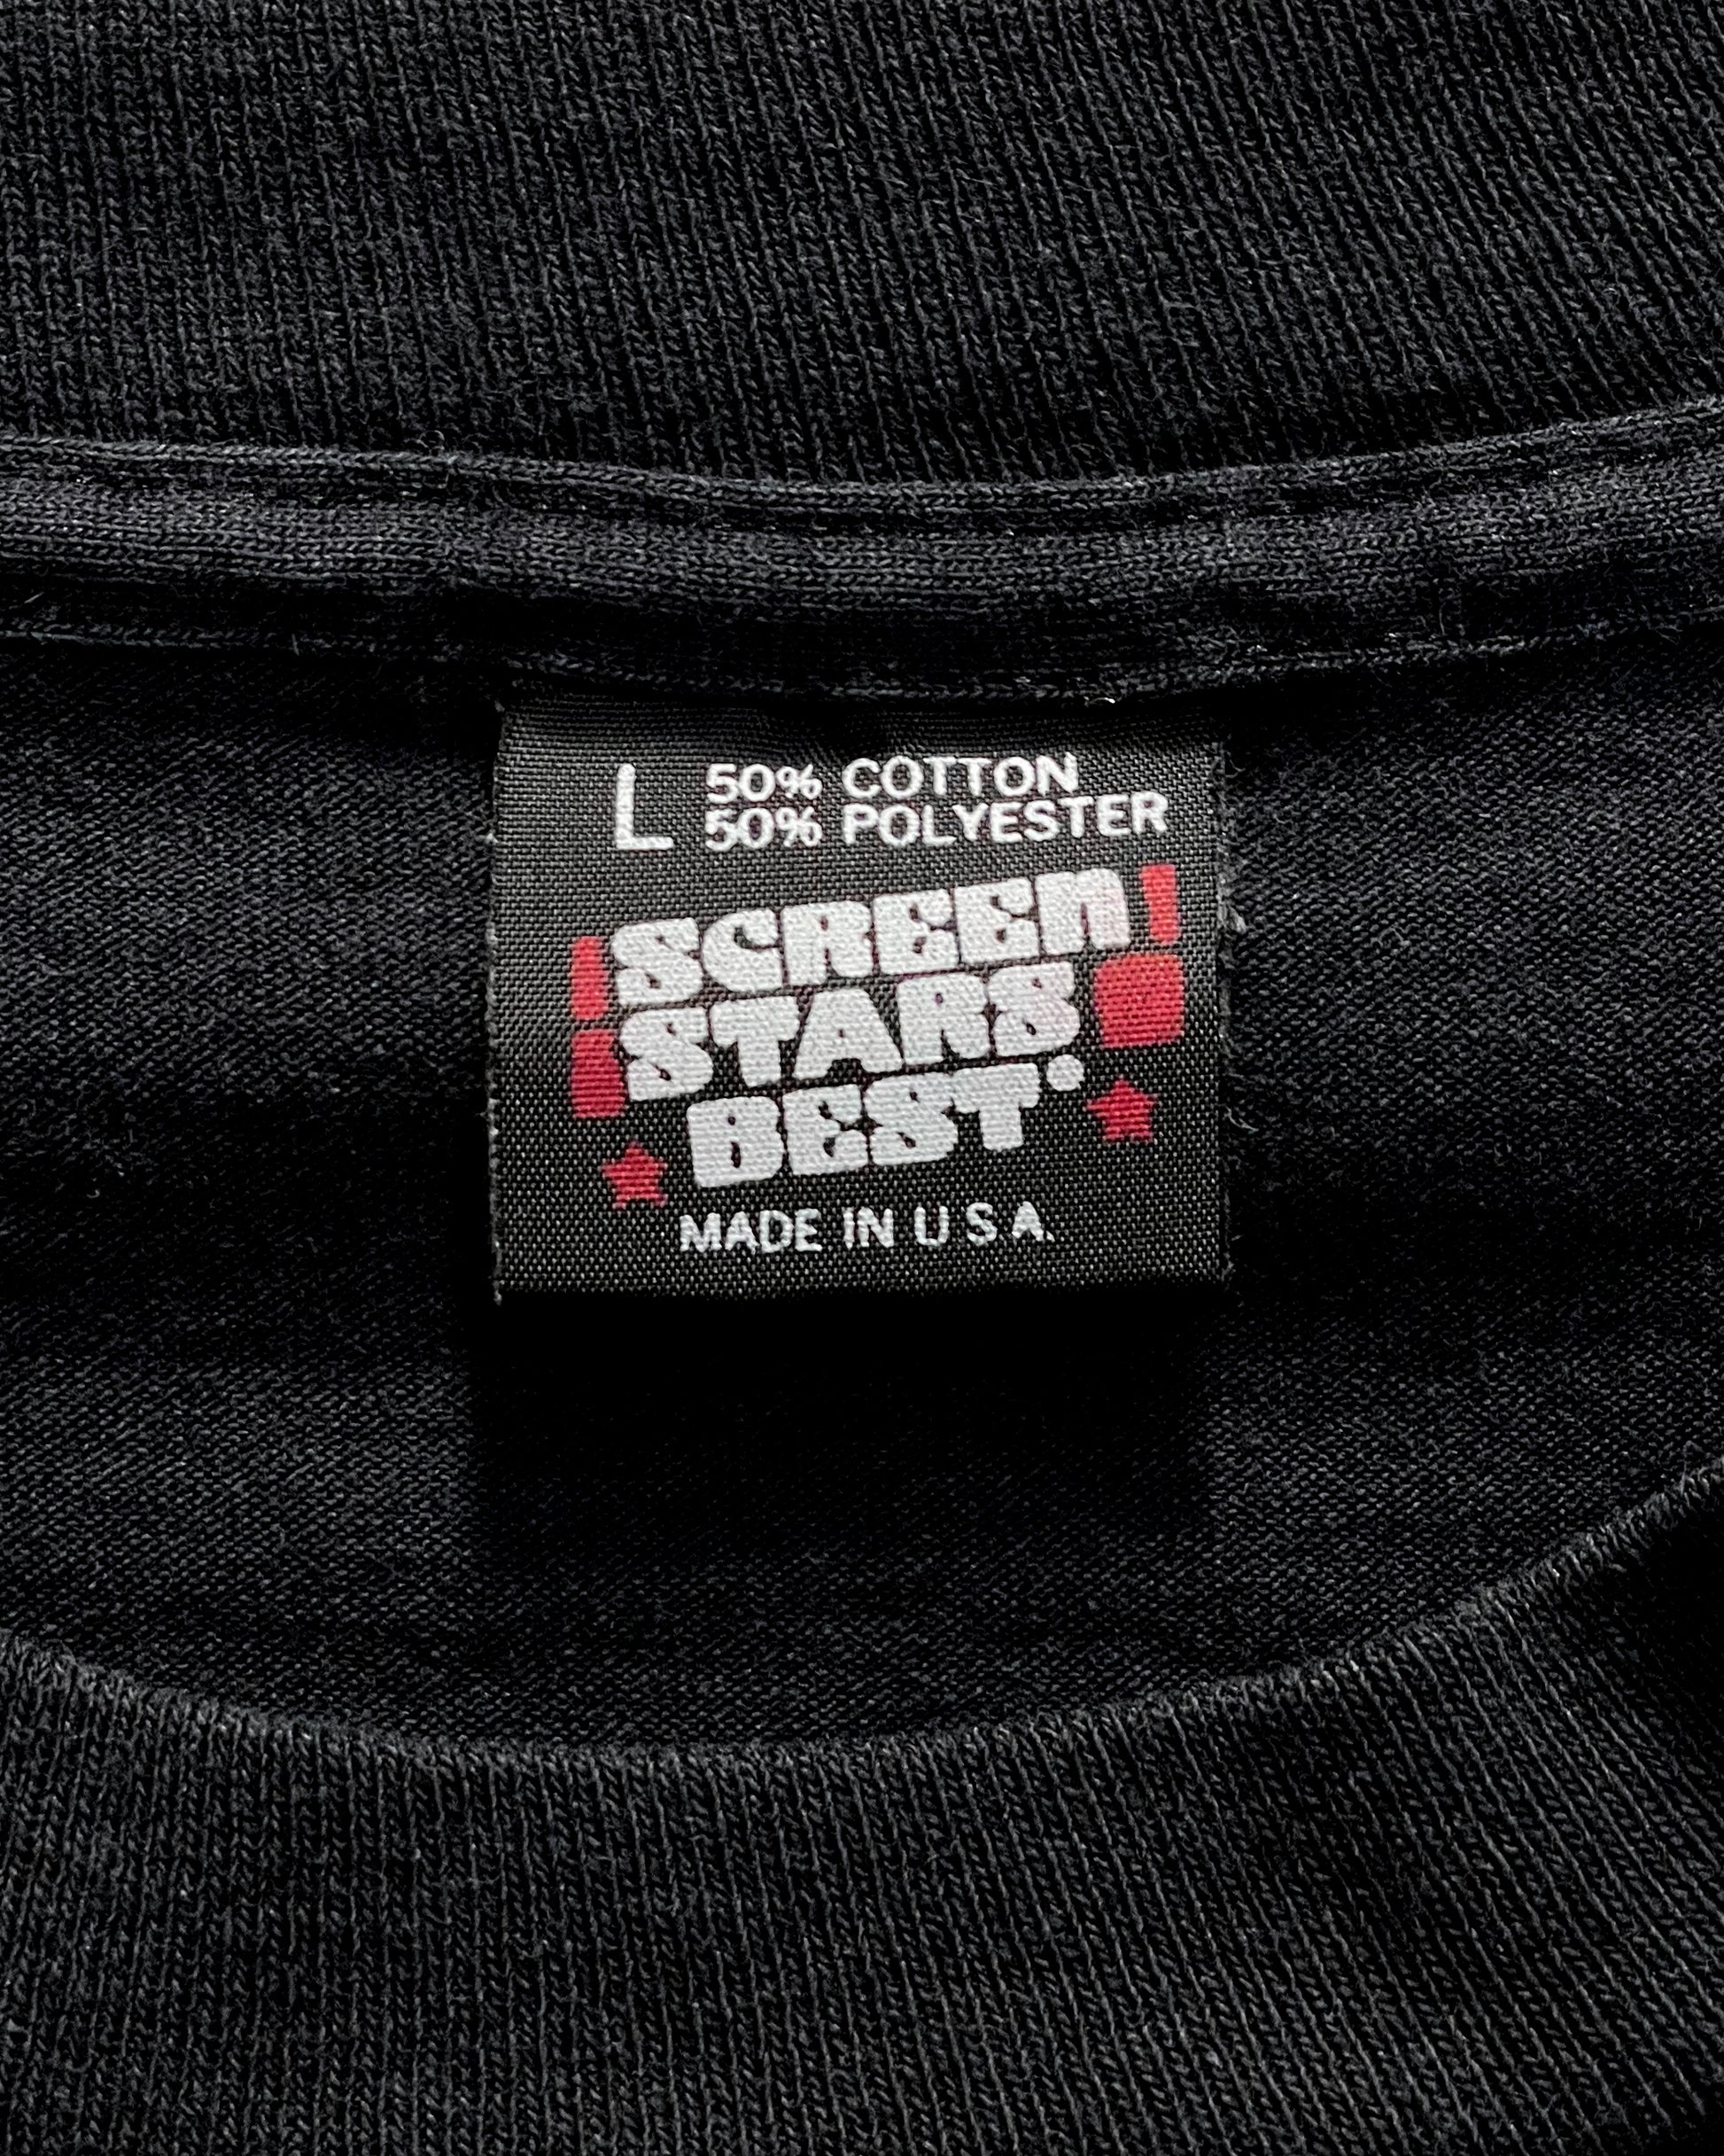 L 50% COTTON
50% POLYESTER
SCREEN
STARS
BEST
MADE IN U S A.